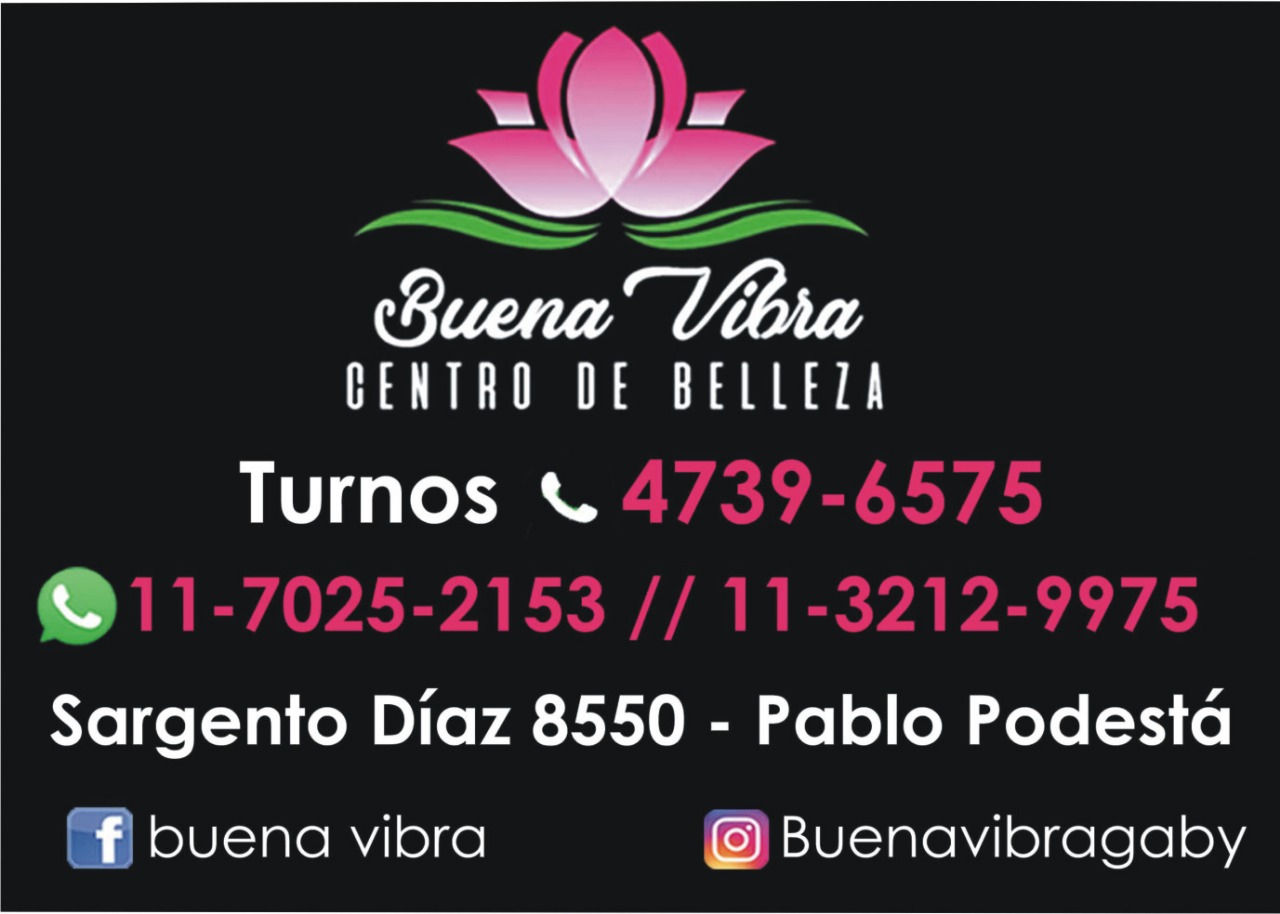 Buena Vibra
CENTRO DE BELLEZA
Turnos 4739-6575
11-7025-2153 // 11-3212-9975
Sargento Díaz 8550 - Pablo Podestá
f buena vibra Buenavibragaby